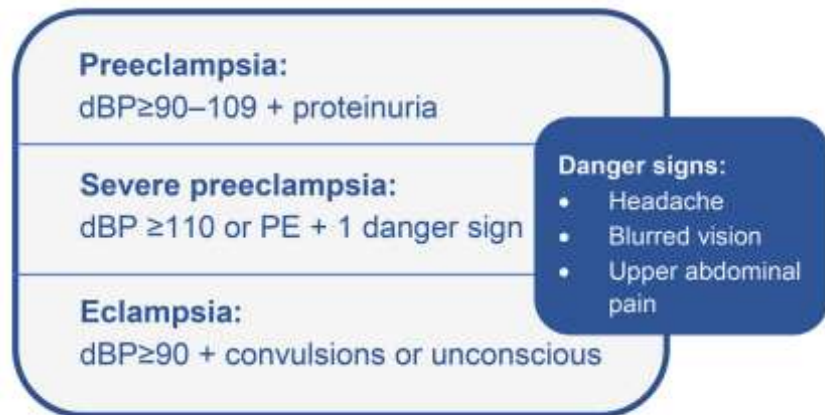 Preeclampsia:
dBP≥90–109 + proteinuria
Severe preeclampsia:
dBP ≥110 or PE + 1 danger sign
Eclampsia:
dBP≥90 + convulsions or unconscious
Danger signs:
• Headache
• Blurred vision
• Upper abdominal
pain